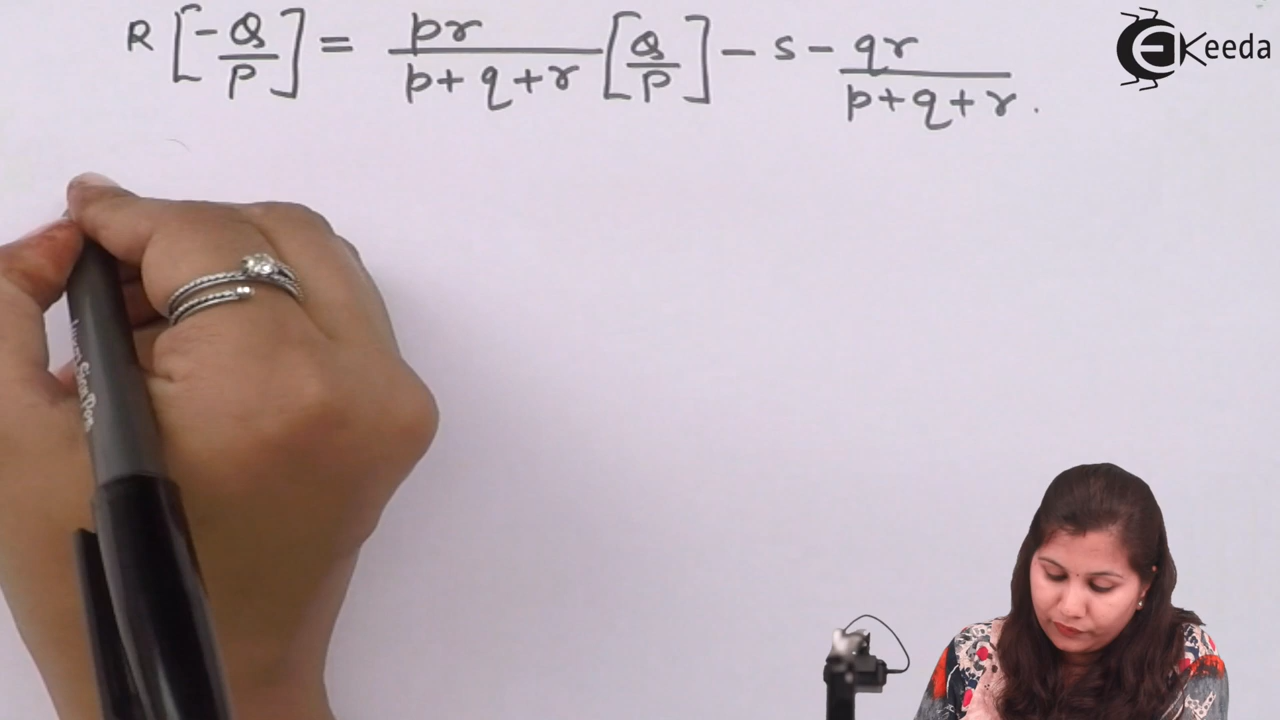 R [-Q/P] = pr/p+q+r [Q/P] - s - qr/p+q+r.
EKeeda